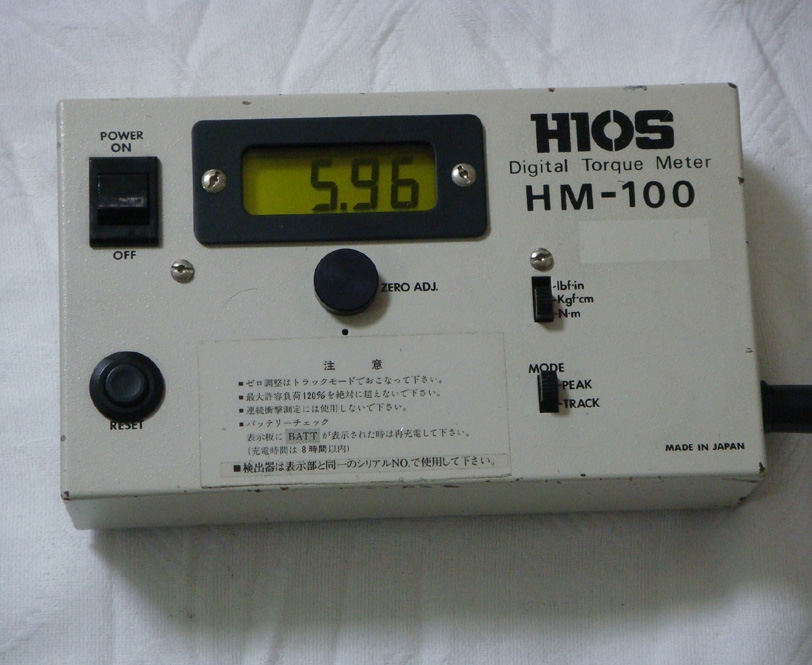 POWER
ON
OFF
RESET
5.96
ZERO ADJ.
HIOS
Digital Torque Meter
HM-100
-lbf·in
-Kgf·cm
-N·m
MODE
-PEAK
-TRACK
注 意
■ゼロ調整はトラックモードでおこなって下さい。
■最大許容負荷120%を絶対に超えないで下さい。
■連続衝撃測定には使用しないで下さい。
■バッテリーチェック
表示板に BATT が表示された時は再充電して下さい。
(充電時間は8時間以内)
■検出器は表示部と同一のシリアルNO.で使用して下さい。
MADE IN JAPAN